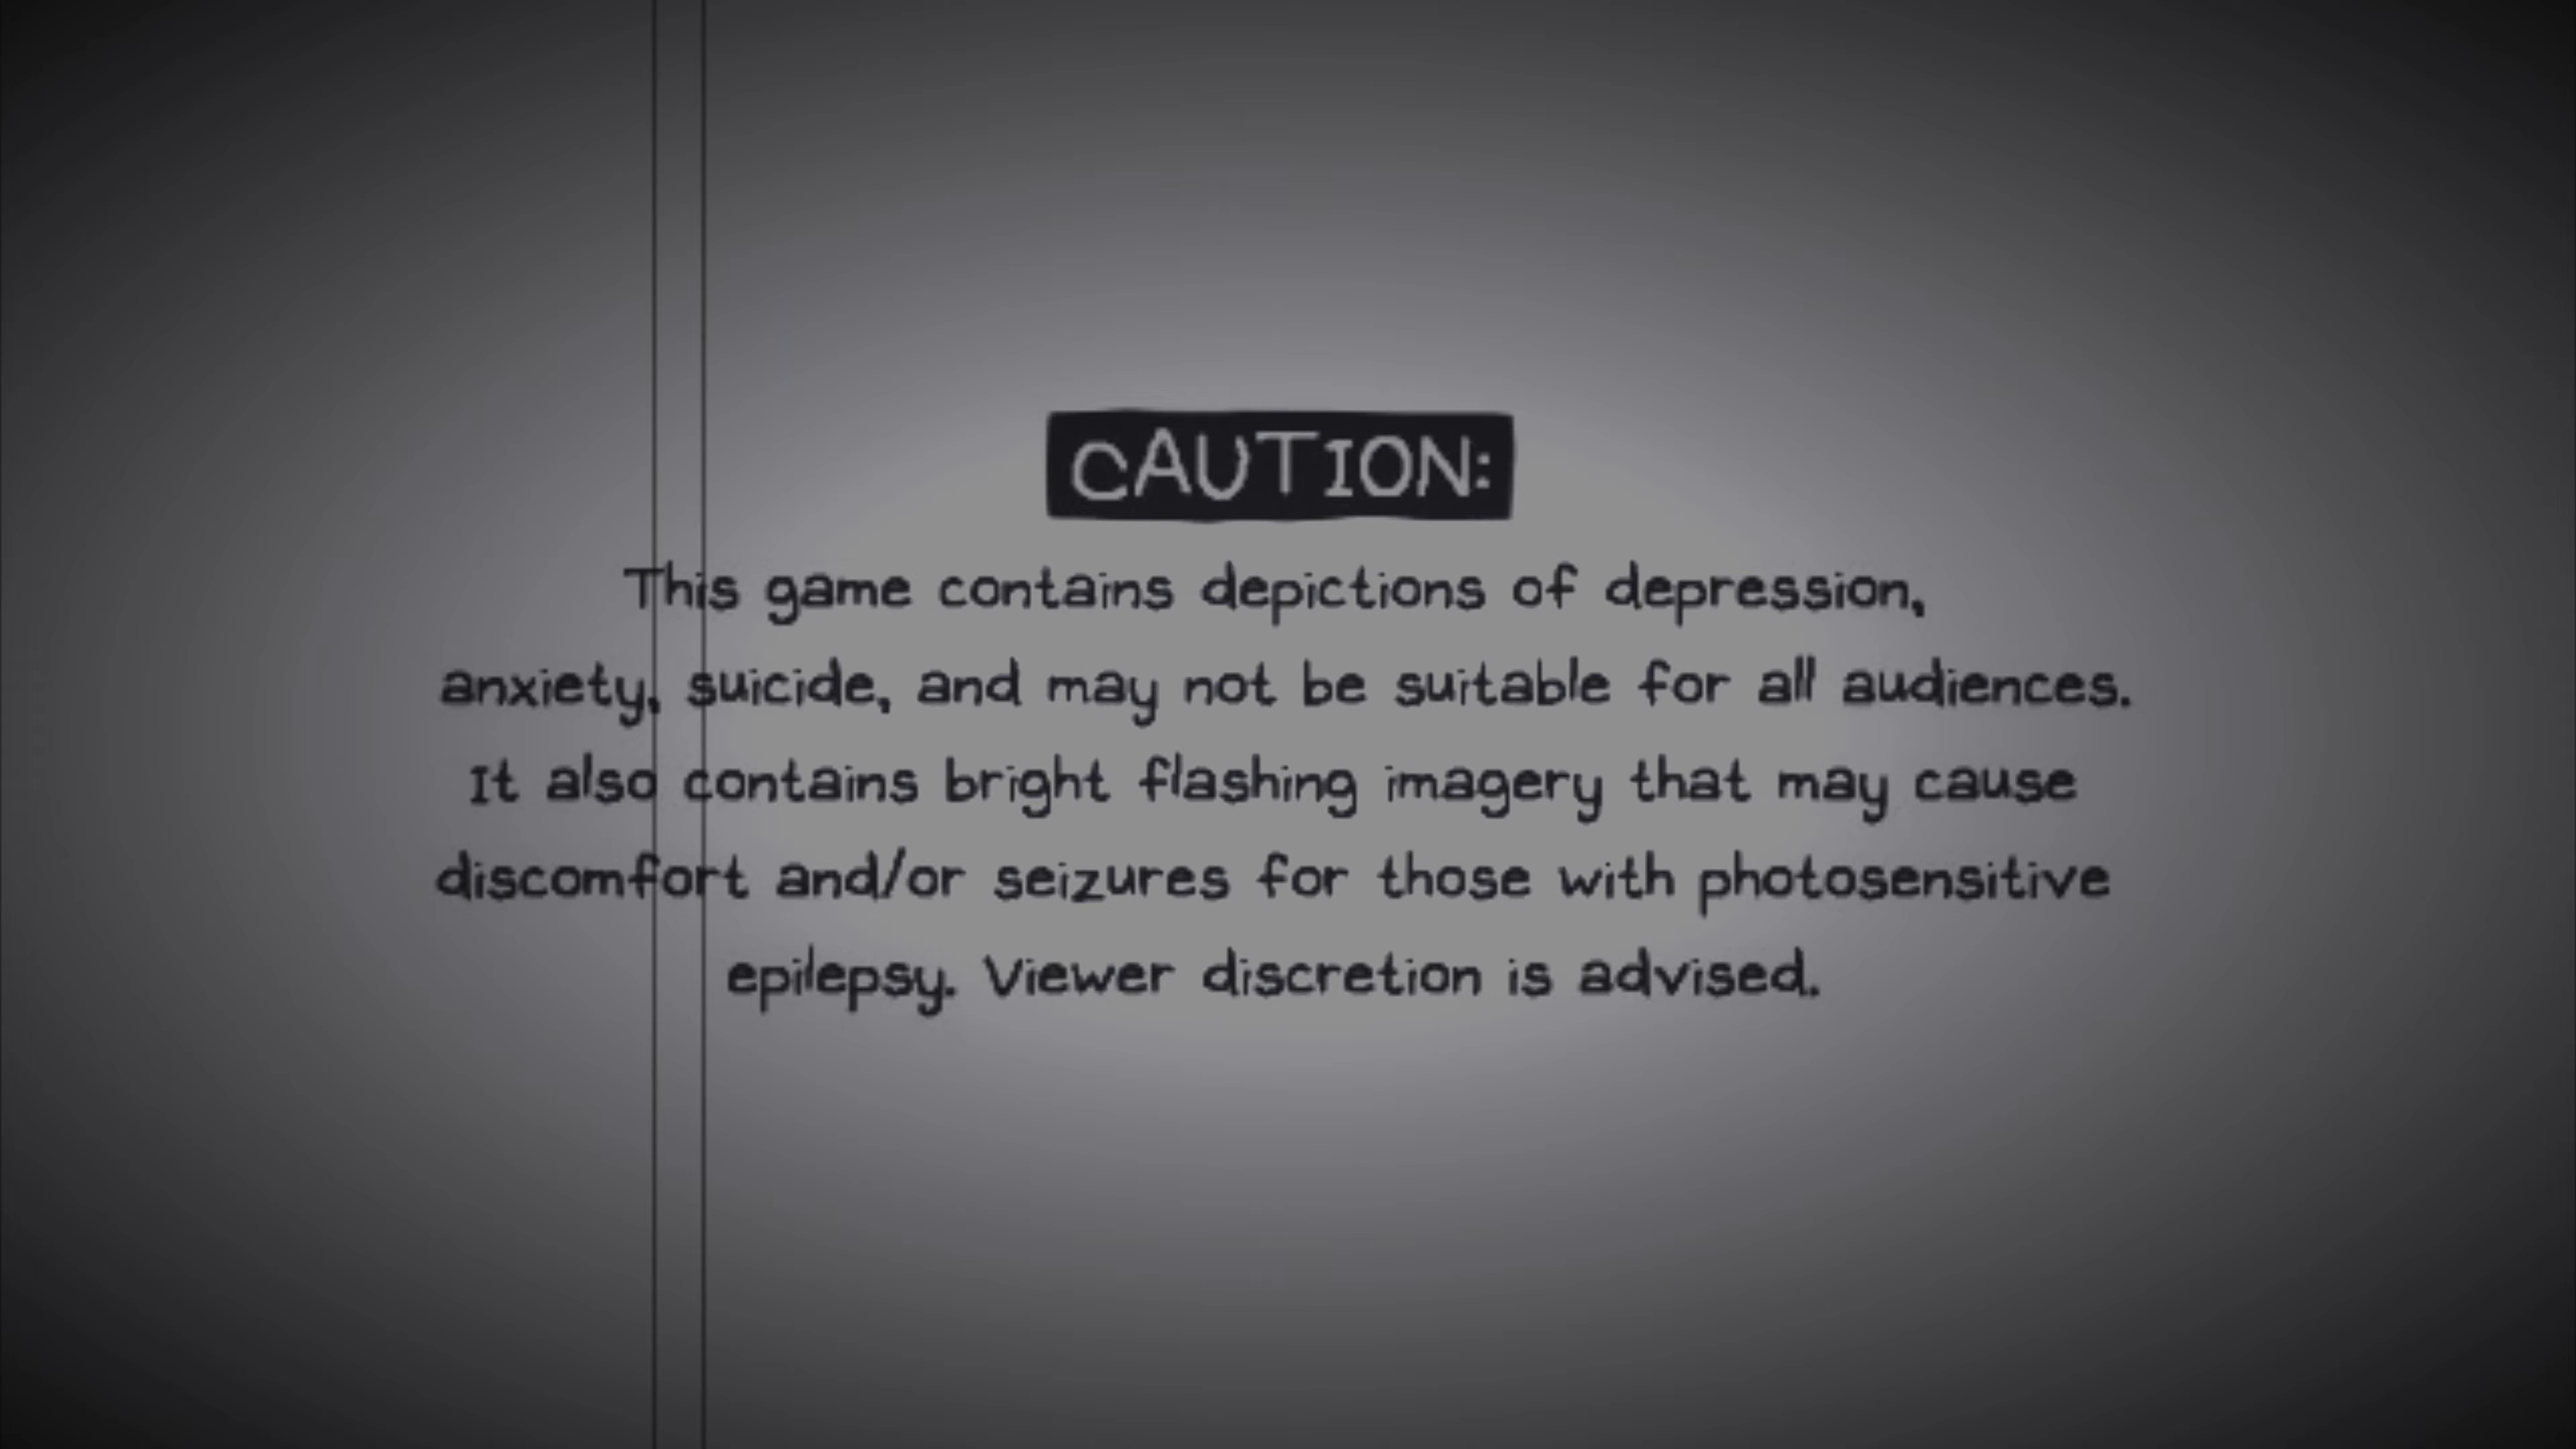 CAUTION:
This game contains depictions of depression,
anxiety, suicide, and may not be suitable for all audiences.
It also contains bright flashing imagery that may cause
discomfort and/or seizures for those with photosensitive
epilepsy. Viewer discretion is advised.